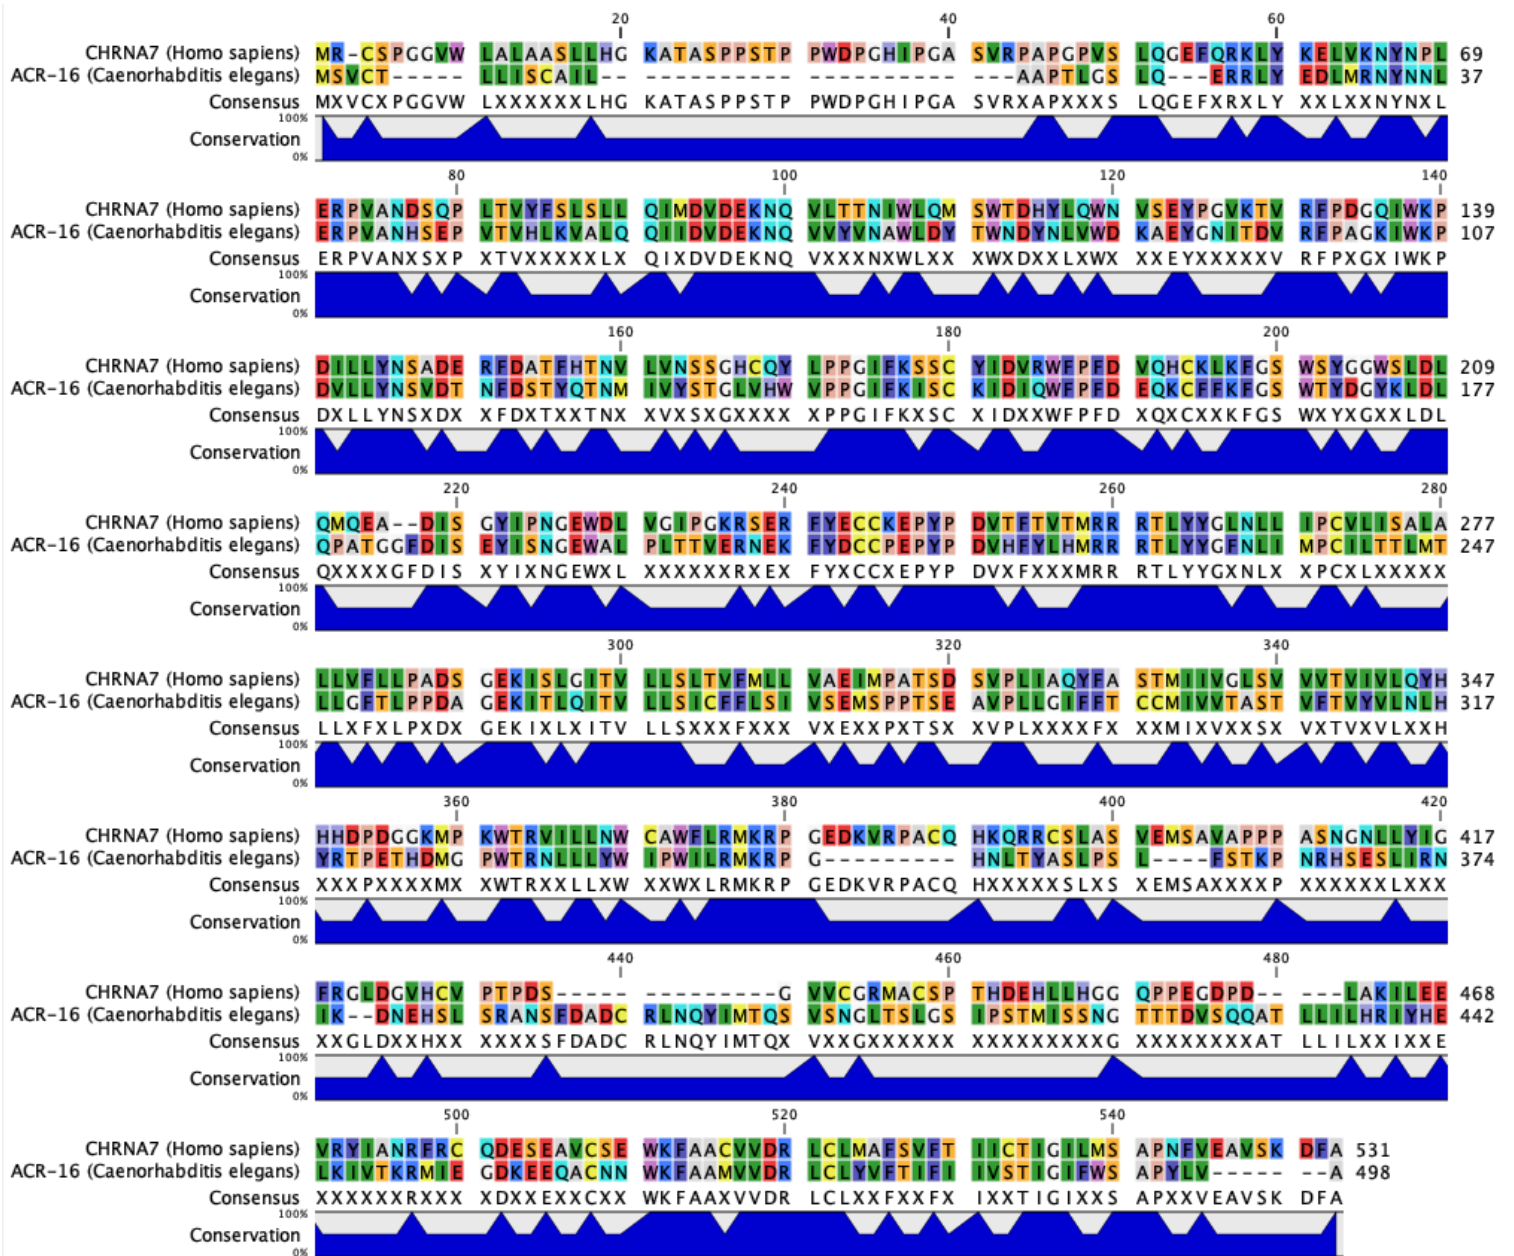 20 40 60
CHRNA7 (Homo sapiens) MR-CSPGGVW LALAASLLHG KATASPPSTP PWDPGHIPGA SVRPAPGPVS LQGEFQRKLY KELVKNYNPL 69
ACR-16 (Caenorhabditis elegans) MSVCT----- LLISCAIL-- ---------- ---------- ---AAPTLGS LQ---ERRLY EDLMRNYNNL 37
Consensus MXVCXPGGVW LXXXXXXLHG KATASPPSTP PWDPGHIPGA SVRXAPXXXS LQGEFXRXLY XXLXXNYNXL
100%
Conservation
0%
80 100 120 140
CHRNA7 (Homo sapiens) ERPVANDSQP LTVYFSLSLL QIMDVDEKNQ VLTTNIWLQM SWTDHYLQWN VSEYPGVKTV RFPDGQIWKP 139
ACR-16 (Caenorhabditis elegans) ERPVANHSEP VTVHLKVALQ QIIDVDEKNQ VVYVNAWLDY TWNDYNLVWD KAEYGNITDV RFPAGKIWKP 107
Consensus ERPVANXSXP XTVXXXXXLX QIXDVDEKNQ VXXXNXWLXX XWXDXXLXWX XXEYXXXXXV RFPXGXIWKP
100%
Conservation
0%
160 180 200
CHRNA7 (Homo sapiens) DILLYNSADE RFDATFHTNV LVNSSGHCQY LPPGIFKSSC YIDVRWFPFD VQHCKLKFGS WSYGGWSLDL 209
ACR-16 (Caenorhabditis elegans) DVLLYNSVDT NFDSTYQTNM IVYSTGLVHW VPPGIFKSSC KIDIQWFPFD EQKCFFKFGS WTYDGYKLDL 177
Consensus DXLLYNSXDX XFDXTXXTNX XVXSXGXXXX XPPGIFKXSC XIDXXWFPFD XQXCXXKFGS WXYXGXXLDL
100%
Conservation
0%
220 240 260 280
CHRNA7 (Homo sapiens) QMQEA--DIS GYIPNGEWDL VGIPGKRSER FYECCKEPYP DVTFTVTMRR RTLYYGLNLL IPCVLISALA 277
ACR-16 (Caenorhabditis elegans) QPATGGFDIS EYISNGEWAL PLTTVERNEK FYDCCPEPYP DVHFYLHMRR RTLYYGFNLI MPCILTTLMT 247
Consensus QXXXXGFDIS XYIXNGEWXL XXXXXXRXEX FYXCCXEPYP DVXFXXXMRR RTLYYGXNLX XPCXLXXXXX
100%
Conservation
0%
300 320 340
CHRNA7 (Homo sapiens) LLVFLLPADS GEKISLGITV LLSLTVFMLL VAEIMPATSD SVPLIAQYFA STMIIVGLSV VVTVIVLQYH 347
ACR-16 (Caenorhabditis elegans) LLGFTLPPDA GEKITLQITV LLSICFFLSI VSEMSPPTSE AVPLLGIFFT CCMIVVTAST VFTVYVLNLH 317
Consensus LLXFXLPXDX GEKIXLXITV LLSXXXFXXX VXEXXPXTSX XVPLXXXXFX XXMIXVXXSX VXTVXVLXXH
100%
Conservation
0%
360 380 400 420
CHRNA7 (Homo sapiens) HHDPDGGKMP KWTRVILLNW CAWFLRMKRP GEDKVRPACQ HKQRRCSLAS VEMSAVAPPP ASNGNLLYIG 417
ACR-16 (Caenorhabditis elegans) YRTPETHDMG PWTRNLLLYW IPWILRMKRP G--------- HNLTYASLPS L----FSTKP NRHSESLIRN 374
Consensus XXXPXXXXMX XWTRXXLLXW XXWXLRMKRP GEDKVRPACQ HXXXXXSLXS XEMSAXXXXP XXXXXXLXXX
100%
Conservation
0%
440 460 480
CHRNA7 (Homo sapiens) FRGLDGVHCV PTPDS----- ---------G VVCGRMACSP THDEHLLHGG QPPEGDPD-- ---LAKILEE 468
ACR-16 (Caenorhabditis elegans) IK--DNEHSL SRANSFDADC RLNQYIMTQS VSNGLTSLGS IPSTMISSNG TTTDVSQQAT LLILHRIYHE 442
Consensus XXGLDXXHXX XXXXSFDADC RLNQYIMTQX VXXGXXXXXX XXXXXXXXXG XXXXXXXXAT LLILXXIXXE
100%
Conservation
0%
500 520 540
CHRNA7 (Homo sapiens) VRYIANRFRC QDESEAVCSE WKFAACVVDR LCLMAFSVFT IICTIGILMS APNFVEAVSK DFA 531
ACR-16 (Caenorhabditis elegans) LKIVTKRMIE GDKEEQACNN WKFAAMVVDR LCLYVFTIFI IVSTIGIFWS APYLV----- --A 498
Consensus XXXXXXRXXX XDXXEXXCXX WKFAAXVVDR LCLXXFXXFX IXXTIGIXXS APXXVEAVSK DFA
100%
Conservation
0%